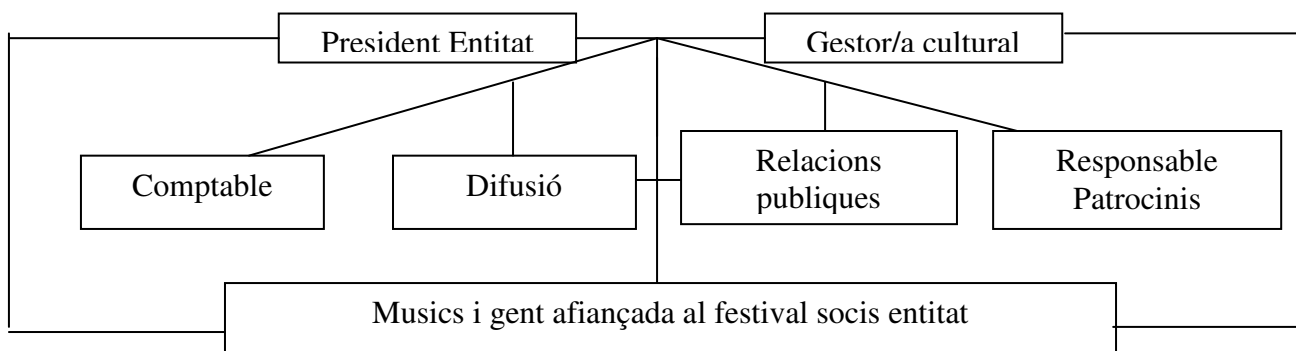 President Entitat
Gestor/a cultural
Comptable
Difusió
Relacions
publiques
Responsable
Patrocinis
Musics i gent afiançada al festival socis entitat